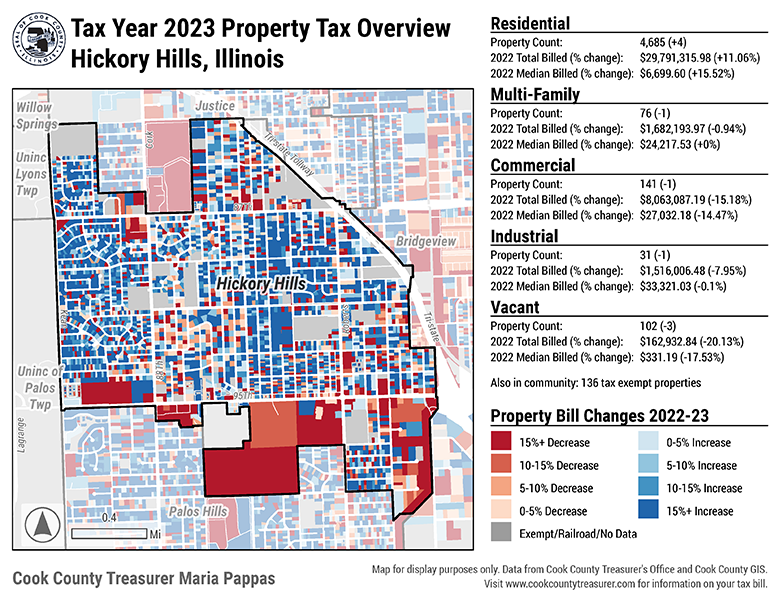 Tax Year 2023 Property Tax Overview
Hickory Hills, Illinois
Willow
Springs
Justice
Uninc
Lyons
Twp
Cork
Tri-state Tollway
87TH
Bridgeview
Hickory Hills
Kean
88TH
Tri-state
Uninc of
Palos
Twp
95TH
Lagrange
Palos Hills
0.4
Mi
Residential
Property Count: 4,685 (+4)
2022 Total Billed (% change): $29,791,315.98 (+11.06%)
2022 Median Billed (% change): $6,699.60 (+15.52%)
Multi-Family
Property Count: 76 (-1)
2022 Total Billed (% change): $1,682,193.97 (-0.94%)
2022 Median Billed (% change): $24,217.53 (+0%)
Commercial
Property Count: 141 (-1)
2022 Total Billed (% change): $8,063,087.19 (-15.18%)
2022 Median Billed (% change): $27,032.18 (-14.47%)
Industrial
Property Count: 31 (-1)
2022 Total Billed (% change): $1,516,006.48 (-7.95%)
2022 Median Billed (% change): $33,321.03 (-0.1%)
Vacant
Property Count: 102 (-3)
2022 Total Billed (% change): $162,932.84 (-20.13%)
2022 Median Billed (% change): $331.19 (-17.53%)
Also in community: 136 tax exempt properties
Property Bill Changes 2022-23
15%+ Decrease
10-15% Decrease
5-10% Decrease
0-5% Decrease
Exempt/Railroad/No Data
0-5% Increase
5-10% Increase
10-15% Increase
15%+ Increase
Cook County Treasurer Maria Pappas
Map for display purposes only. Data from Cook County Treasurer's Office and Cook County GIS.
Visit www.cookcountytreasurer.com for information on your tax bill.